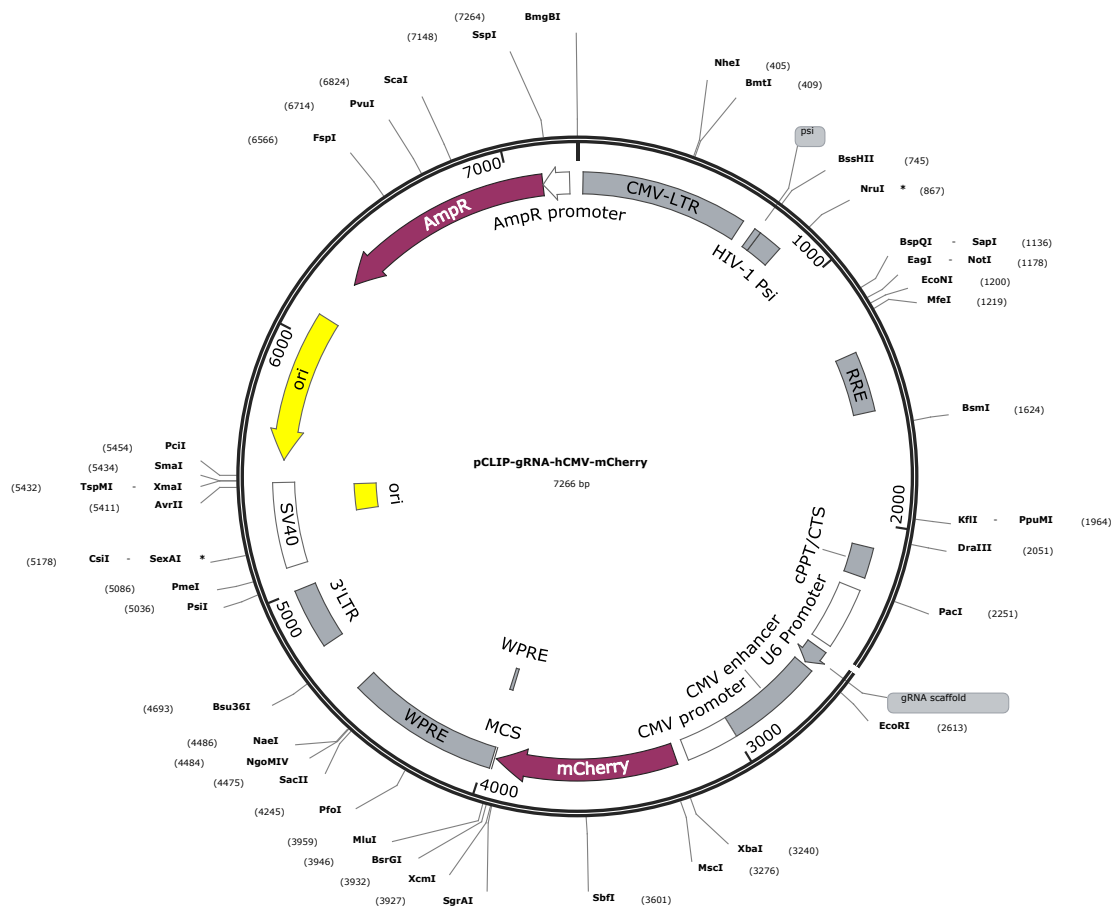 (7264) BmgBI
(7148) SspI
(6824) ScaI
(6714) PvuI
(6566) FspI
NheI (405)
BmtI (409)
psi
BssHII (745)
NruI * (867)
BspQI - SapI (1136)
EagI - NotI (1178)
EcoNI (1200)
MfeI (1219)
BsmI (1624)
KflI - PpuMI (1964)
DraIII (2051)
PacI (2251)
gRNA scaffold
EcoRI (2613)
XbaI (3240)
MscI (3276)
SbfI (3601)
SgrAI (3927)
XcmI (3932)
BsrGI (3946)
MluI (3959)
PfoI (4245)
SacII (4475)
NgoMIV (4484)
NaeI (4486)
Bsu36I (4693)
PsiI (5036)
PmeI (5086)
(5178) CsiI - SexAI *
(5411) AvrII
(5432) TspMI - XmaI
(5434) SmaI
(5454) PciI
7000
1000
2000
3000
4000
5000
6000
AmpR
AmpR promoter
CMV-LTR
HIV-1 Psi
RRE
cPPT/CTS
U6 Promoter
CMV enhancer
CMV promoter
mCherry
MCS
WPRE
WPRE
3'LTR
SV40
ori
ori
pCLIP-gRNA-hCMV-mCherry
7266 bp